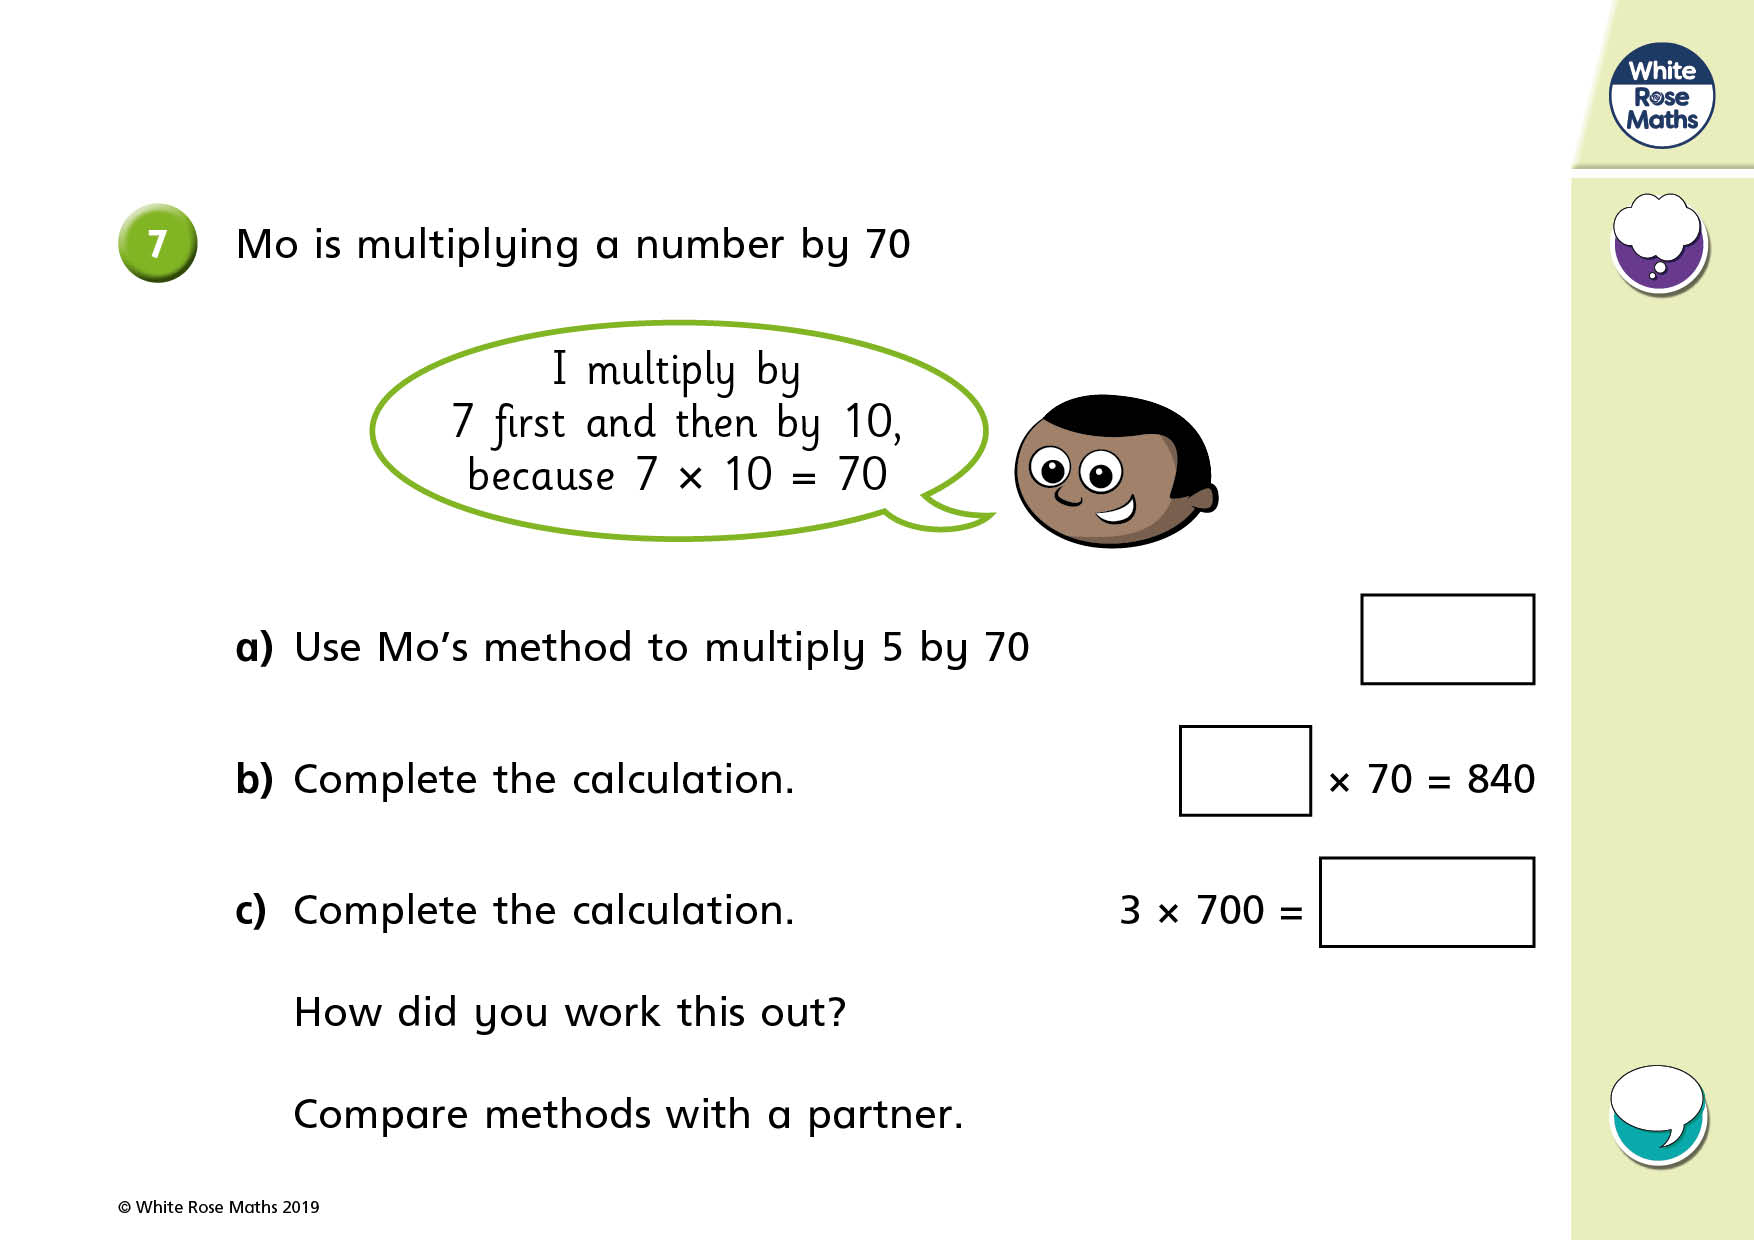 White
Rose
Maths
7 Mo is multiplying a number by 70
I multiply by
7 first and then by 10,
because 7 × 10 = 70
a) Use Mo’s method to multiply 5 by 70
b) Complete the calculation. × 70 = 840
c) Complete the calculation. 3 × 700 =
How did you work this out?
Compare methods with a partner.
© White Rose Maths 2019